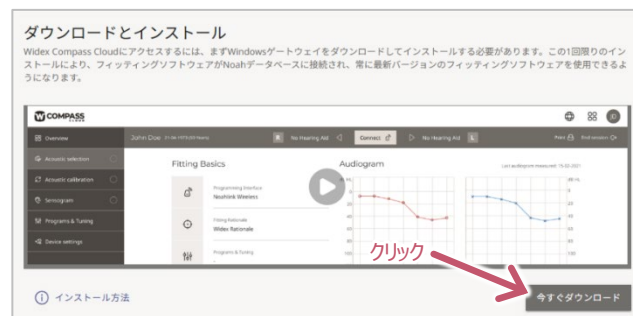 ダウンロードとインストール
Widex Compass Cloudにアクセスするには、まずWindowsゲートウェイをダウンロードしてインストールする必要があります。この1回限りのイン
ストールにより、フィッティングソフトウェアがNoahデータベースに接続され、常に最新バージョンのフィッティングソフトウェアを使用できるよ
うになります。
COMPASS
Overview
John Doe
R No Hearing Aid Connect No Hearing Aid L
Acoustic selection
Acoustic calibration
Sensogram
Programs & Tuning
Device settings
Fitting Basics
Programming Interface
Noahlink Wireless
Fitting Rationale
Widex Rationale
Programs & Tuning
Audiogram
クリック
インストール方法
今すぐダウンロード